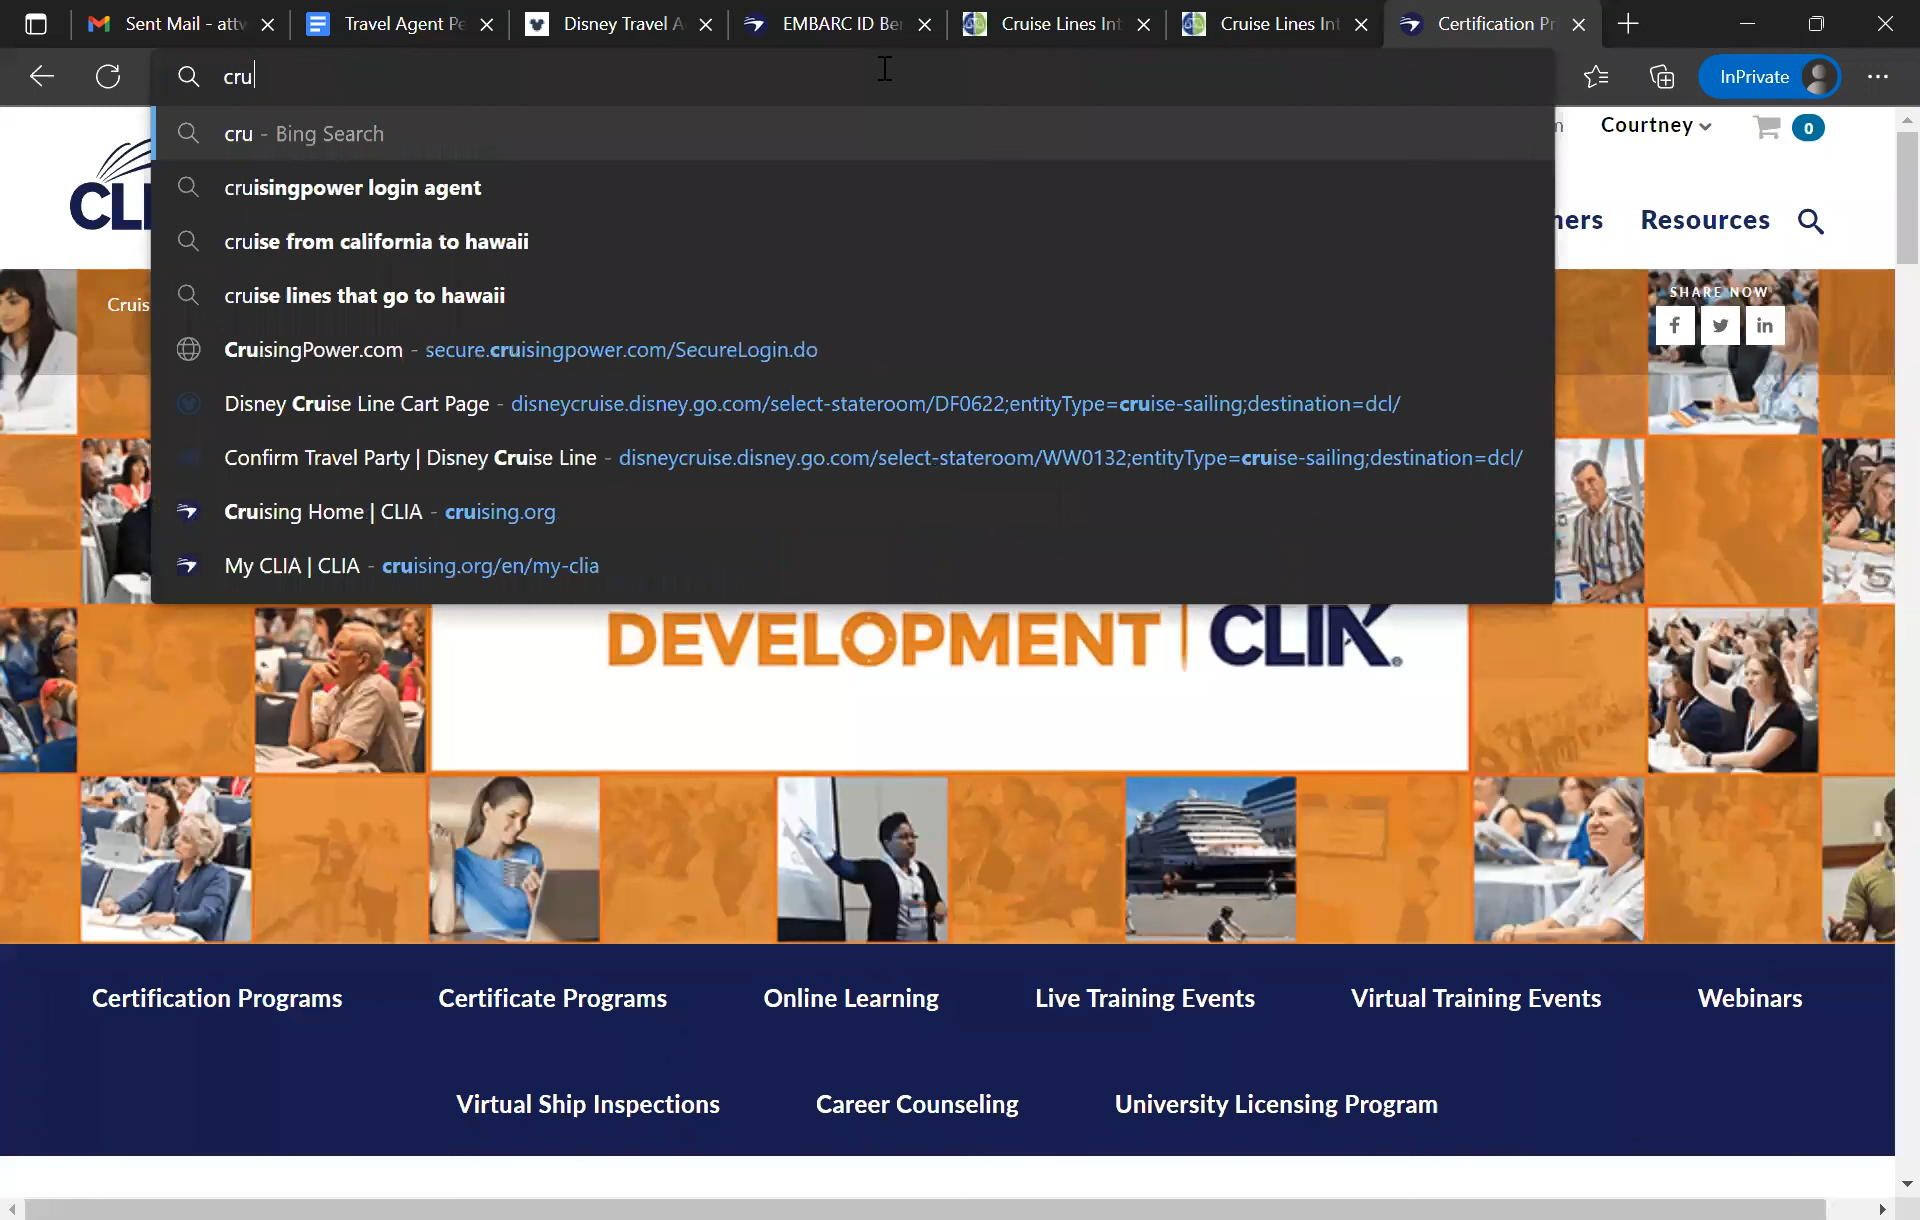 Sent Mail - attw
Travel Agent Pe
Disney Travel A
EMBARC ID Be
Cruise Lines Int
Cruise Lines Int
Certification Pr
cru
InPrivate
cru - Bing Search
cruisingpower login agent
cruise from california to hawaii
cruise lines that go to hawaii
CruisingPower.com - secure.cruisingpower.com/SecureLogin.do
Disney Cruise Line Cart Page - disneycruise.disney.go.com/select-stateroom/DF0622;entityType=cruise-sailing;destination=dcl/
Confirm Travel Party | Disney Cruise Line - disneycruise.disney.go.com/select-stateroom/WW0132;entityType=cruise-sailing;destination=dcl/
Cruising Home | CLIA - cruising.org
My CLIA | CLIA - cruising.org/en/my-clia
Courtney
0
CLI
ners
Resources
Cruis
SHARE NOW
DEVELOPMENT | CLIA®
Certification Programs
Certificate Programs
Online Learning
Live Training Events
Virtual Training Events
Webinars
Virtual Ship Inspections
Career Counseling
University Licensing Program